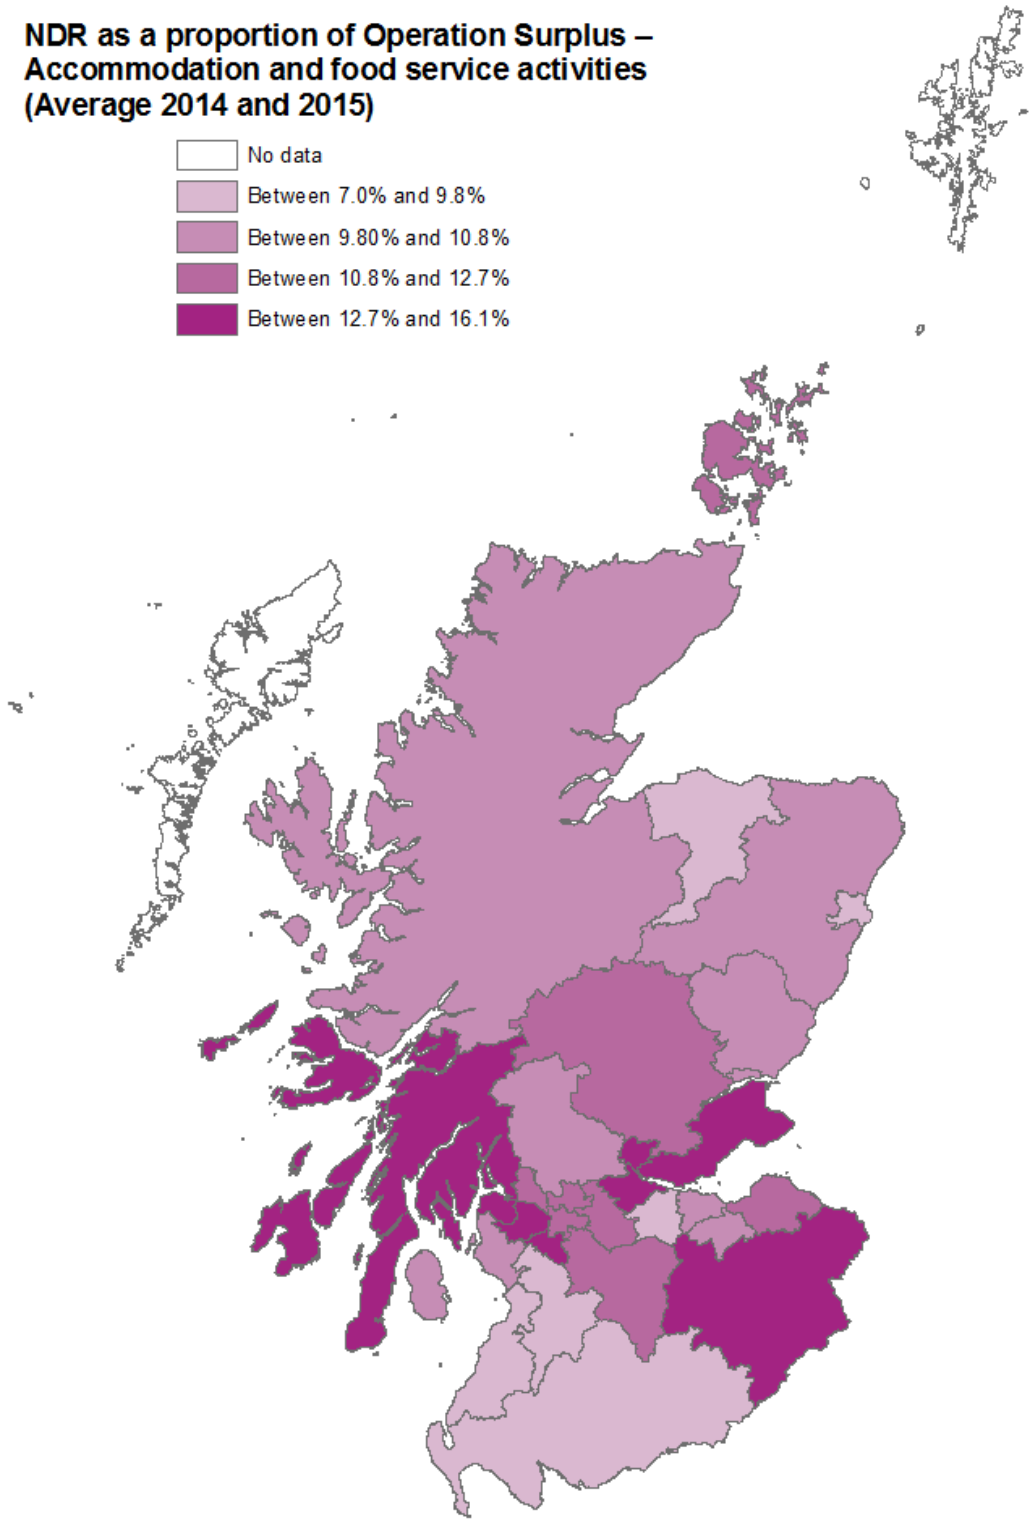 NDR as a proportion of Operation Surplus –
Accommodation and food service activities
(Average 2014 and 2015)
No data
Between 7.0% and 9.8%
Between 9.80% and 10.8%
Between 10.8% and 12.7%
Between 12.7% and 16.1%